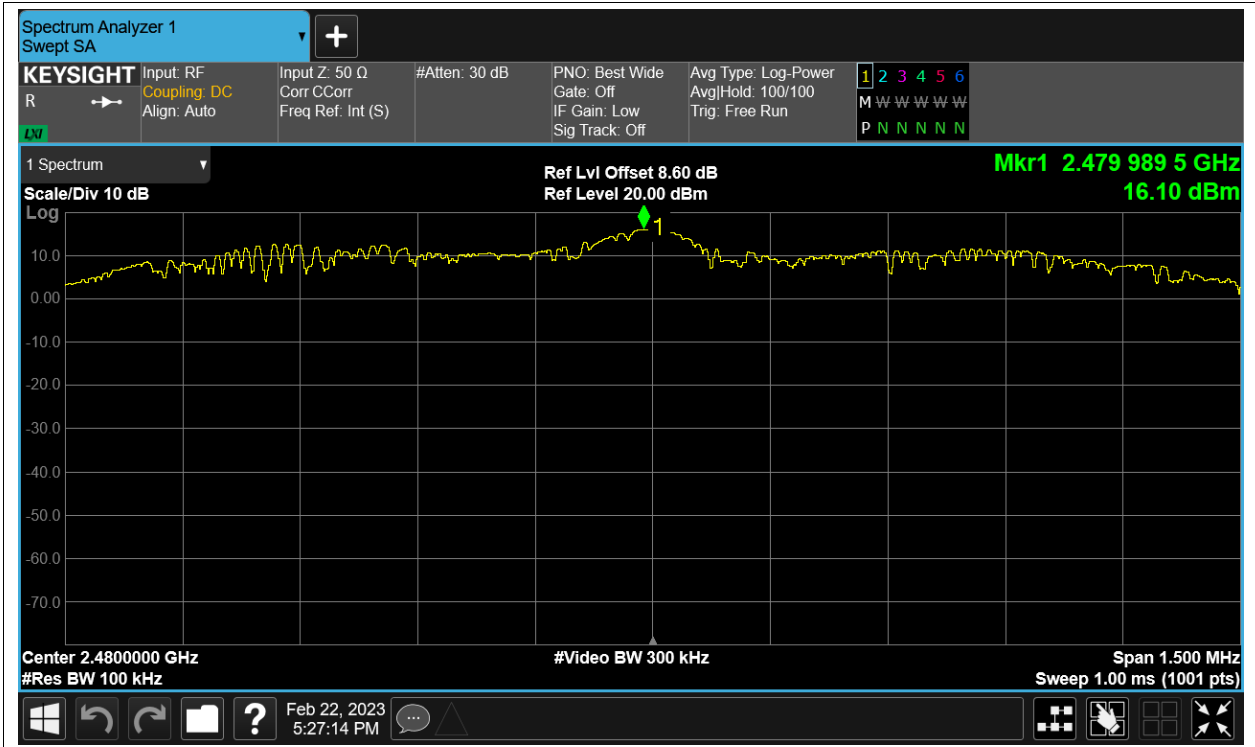 Spectrum Analyzer 1
Swept SA
KEYSIGHT
R
LXI
Input: RF
Coupling: DC
Align: Auto
Input Z: 50 Ω
Corr CCorr
Freq Ref: Int (S)
#Atten: 30 dB
PNO: Best Wide
Gate: Off
IF Gain: Low
Sig Track: Off
Avg Type: Log-Power
Avg|Hold: 100/100
Trig: Free Run
1 2 3 4 5 6
M W W W W W
P N N N N N
1 Spectrum
Scale/Div 10 dB
Log
Ref Lvl Offset 8.60 dB
Ref Level 20.00 dBm
Mkr1 2.479 989 5 GHz
16.10 dBm
1
10.0
0.00
-10.0
-20.0
-30.0
-40.0
-50.0
-60.0
-70.0
Center 2.4800000 GHz
#Res BW 100 kHz
#Video BW 300 kHz
Span 1.500 MHz
Sweep 1.00 ms (1001 pts)
?
Feb 22, 2023
5:27:14 PM